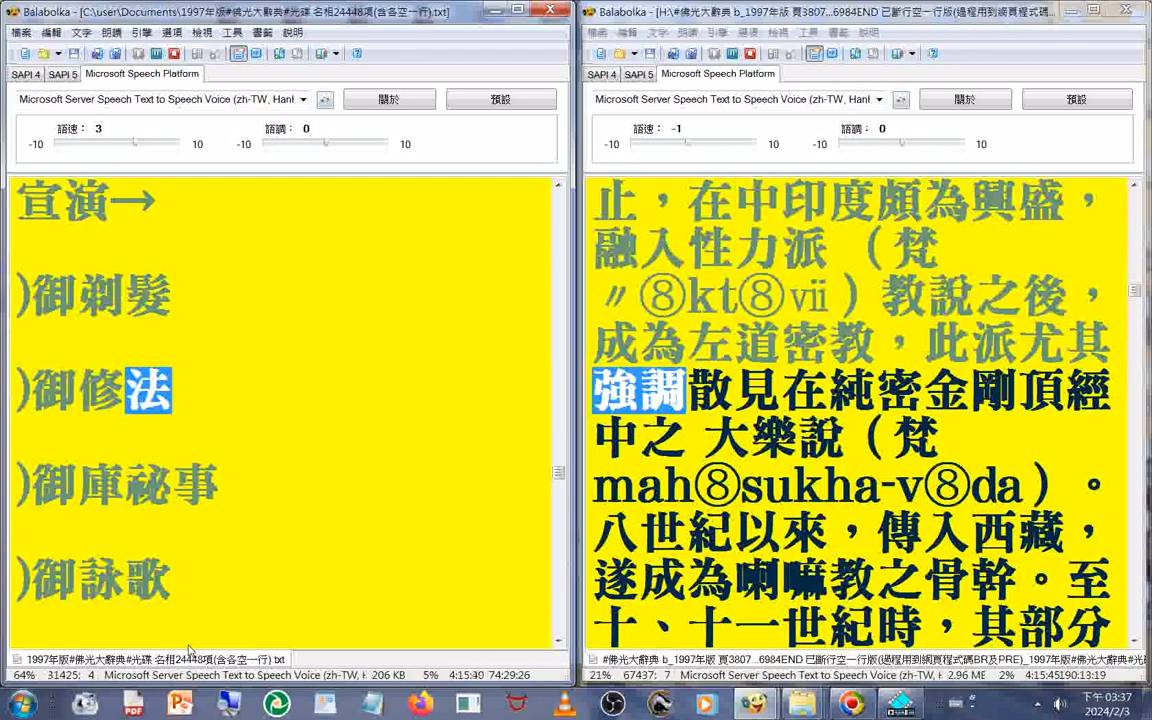 Balabolka - [C:\user\Documents\1997年版#佛光大辭典#光碟 名相24448項(含各空一行).txt]
檔案 編輯 文字 朗讀 引擎 選項 檢視 工具 書籤 說明
SAPI 4 SAPI 5 Microsoft Speech Platform
Microsoft Server Speech Text to Speech Voice (zh-TW, Hanl
關於
預設
語速： 3
語調： 0
-10 10 -10 10
宣演→
)御剃髮
)御修法
)御庫祕事
)御詠歌
1997年版#佛光大辭典#光碟 名相24448項(含各空一行).txt
64% 31425: 4 Microsoft Server Speech Text to Speech Voice (zh-TW, H 206 KB 5% 4:15:49 74:29:26
Balabolka - [H:\#佛光大辭典 b_1997年版 頁3807...6984END 已斷行空一行版(過程用到網頁程式碼...
檔案 編輯 文字 朗讀 引擎 選項 檢視 工具 書籤 說明
SAPI 4 SAPI 5 Microsoft Speech Platform
Microsoft Server Speech Text to Speech Voice (zh-TW, Hanl
關於
預設
語速： -1
語調： 0
-10 10 -10 10
止，在中印度頗為興盛，
融入性力派 （梵
〃⑧kt⑧ⅶ）教說之後，
成為左道密教，此派尤其
強調散見在純密金剛頂經
中之 大樂說（梵
mah⑧sukha-v⑧da）。
八世紀以來，傳入西藏，
遂成為喇嘛教之骨幹。至
十、十一世紀時，其部分
#佛光大辭典 b_1997年版 頁3807...6984END 已斷行空一行版(過程用到網頁程式碼BR及PRE)_1997年版#佛光大辭典#光
21% 67437: 7 Microsoft Server Speech Text to Speech Voice (zh-TW, H 2.96 ME 2% 4:15:45 190:13:19
下午 03:37
2024/2/3